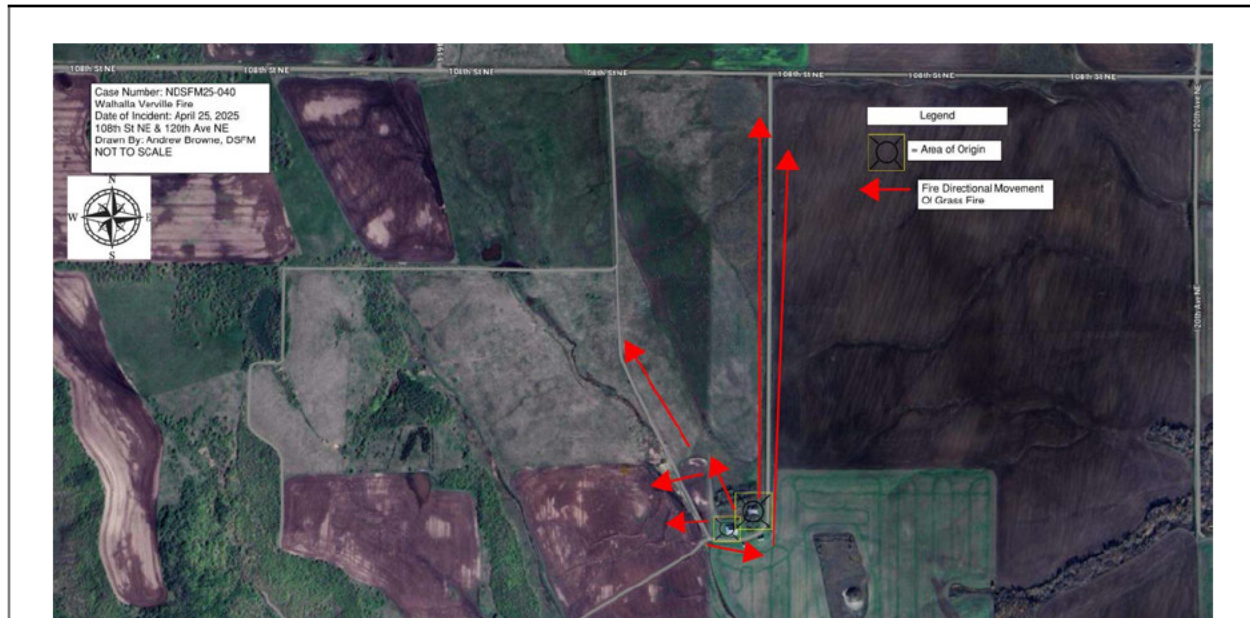 108th St NE
108th St NE
108th St NE
108th St NE
108th St NE
108th St NE
108th St NE
119t
Case Number: NDSFM25-040
Walhalla Verville Fire
Date of Incident: April 25, 2025
108th St NE & 120th Ave NE
Drawn By: Andrew Browne, DSFM
NOT TO SCALE
N
W E
S
Legend
= Area of Origin
Fire Directional Movement
Of Grass Fire
120th Ave NE
120th Ave NE